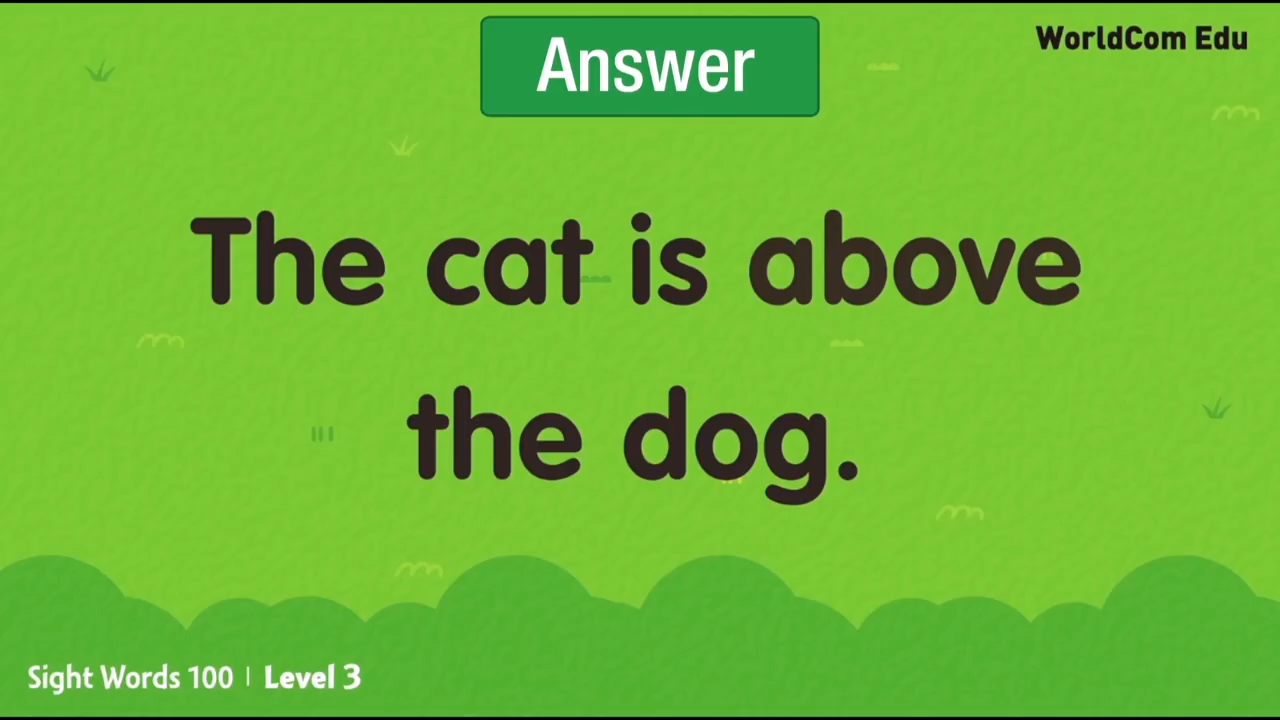 Answer
WorldCom Edu
The cat is above
the dog.
Sight Words 100 | Level 3